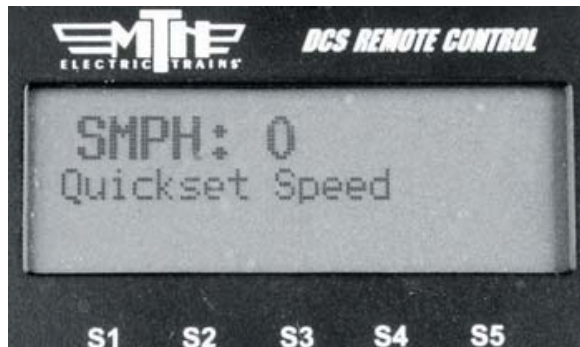 MTH DCS REMOTE CONTROL
ELECTRIC TRAINS
SMPH: 0
Quickset Speed
S1 S2 S3 S4 S5